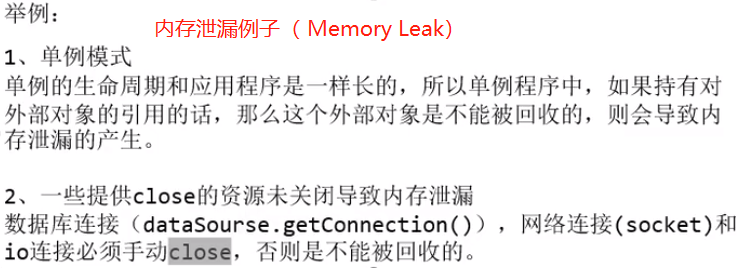 举例：
内存泄漏例子（ Memory Leak）
1、单例模式
单例的生命周期和应用程序是一样长的，所以单例程序中，如果持有对
外部对象的引用的话，那么这个外部对象是不能被回收的，则会导致内
存泄漏的产生。
2、一些提供close的资源未关闭导致内存泄漏
数据库连接（dataSourse.getConnection()），网络连接(socket)和
io连接必须手动close，否则是不能被回收的。